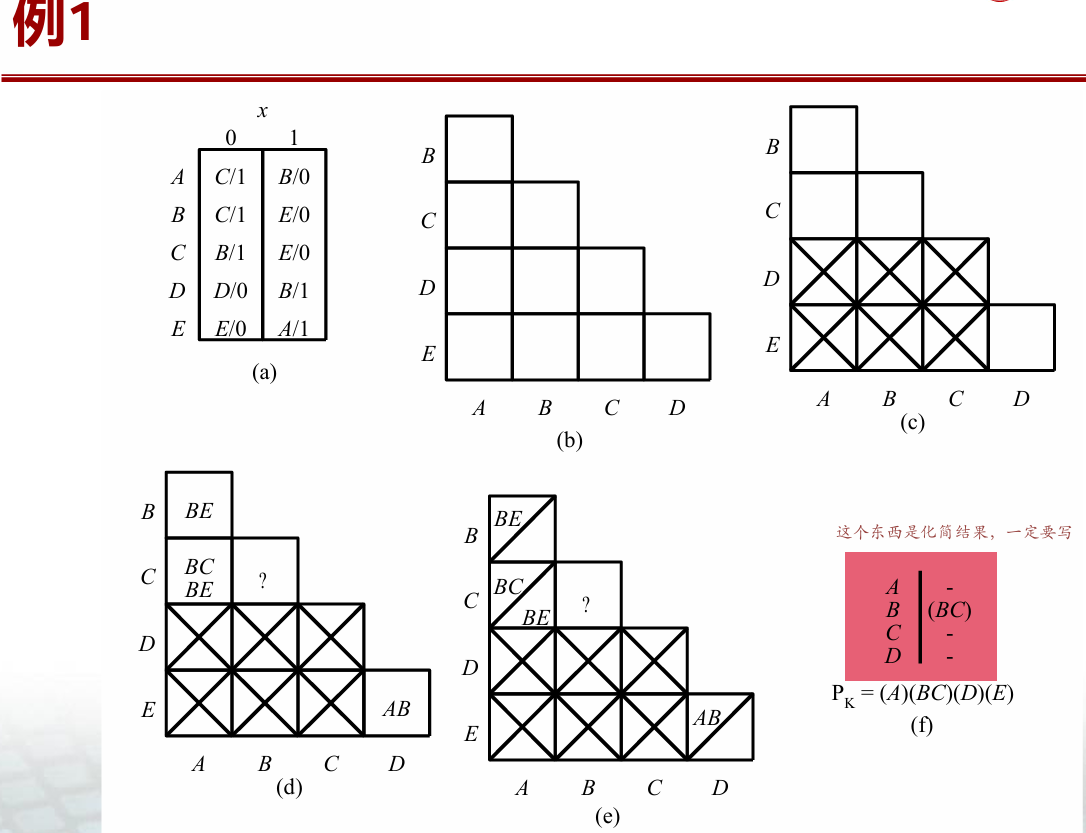 例1
x
0 1
A C/1 B/0
B C/1 E/0
C B/1 E/0
D D/0 B/1
E E/0 A/1
(a)
B
C
D
E
A B C D
(b)
B
C
D
E
A B C D
(c)
B BE
C BC ?
BE
D
E AB
A B C D
(d)
B BE
C BC BE ?
D
E AB
A B C D
(e)
这个东西是化简结果，一定要写
A -
B (BC)
C -
D -
PK = (A)(BC)(D)(E)
(f)